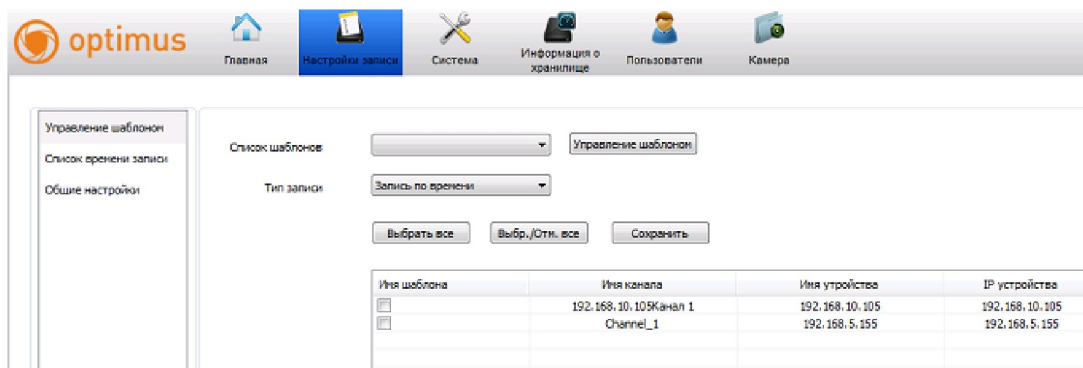 optimus
Главная
Настройки записи
Система
Информация о хранилище
Пользователи
Камера
Управление шаблоном
Список времени записи
Общие настройки
Список шаблонов
Управление шаблоном
Тип записи
Запись по времени
Выбрать все
Выбр./Отм. все
Сохранить
Имя шаблона Имя канала Имя утройства IP устройства
192.168.10.105Канал 1 192.168.10.105 192.168.10.105
Channel_1 192.168.5.155 192.168.5.155